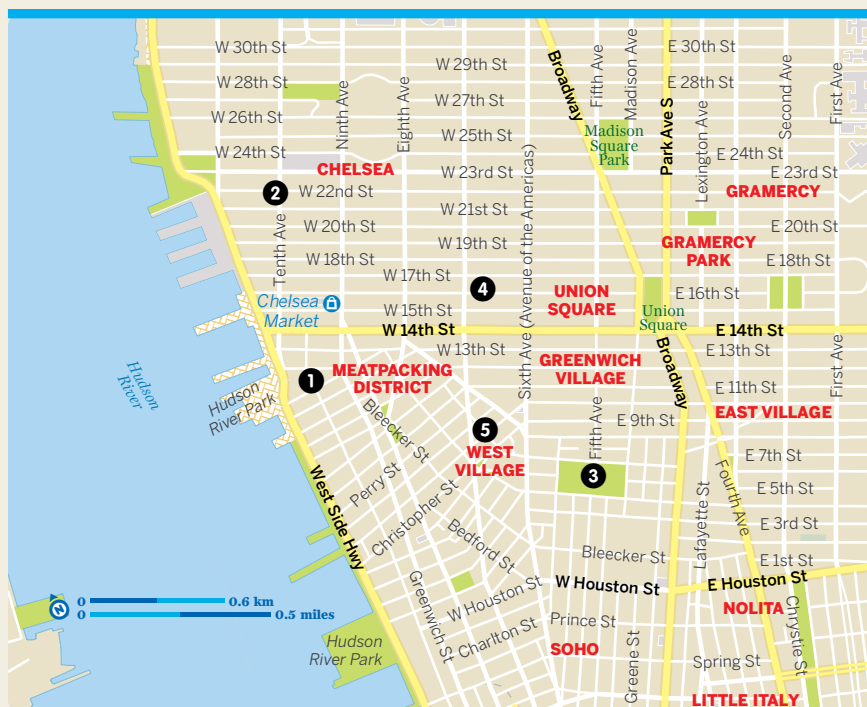 W 30th St
E 30th St
W 29th St
W 28th St
E 28th St
W 27th St
W 26th St
W 25th St
W 24th St
E 24th St
W 23rd St
E 23rd St
CHELSEA
GRAMERCY
2
W 22nd St
W 21st St
W 20th St
E 20th St
W 19th St
GRAMERCY
PARK
W 18th St
E 18th St
W 17th St
4
UNION
SQUARE
E 16th St
Chelsea
Market
W 15th St
Union
Square
W 14th St
E 14th St
W 13th St
E 13th St
Broadway
Fifth Ave
Madison Ave
Park Ave S
Lexington Ave
Second Ave
First Ave
Ninth Ave
Eighth Ave
Tenth Ave
Sixth Ave (Avenue of the Americas)
Madison
Square
Park
1
MEATPACKING
DISTRICT
GREENWICH
VILLAGE
Broadway
First Ave
E 11th St
EAST VILLAGE
Hudson
River
Hudson
River Park
Bleecker St
5
WEST
VILLAGE
Fifth Ave
E 9th St
3
E 7th St
E 5th St
E 3rd St
E 1st St
Fourth Ave
Lafayette St
West Side Hwy
Perry St
Christopher St
Bedford St
Bleecker St
W Houston St
E Houston St
W Houston St
Greenwich St
Charlton St
Prince St
SOHO
Greene St
NOLITA
Chrystie St
Spring St
LITTLE ITALY
N
0 0.6 km
0 0.5 miles
Hudson
River Park